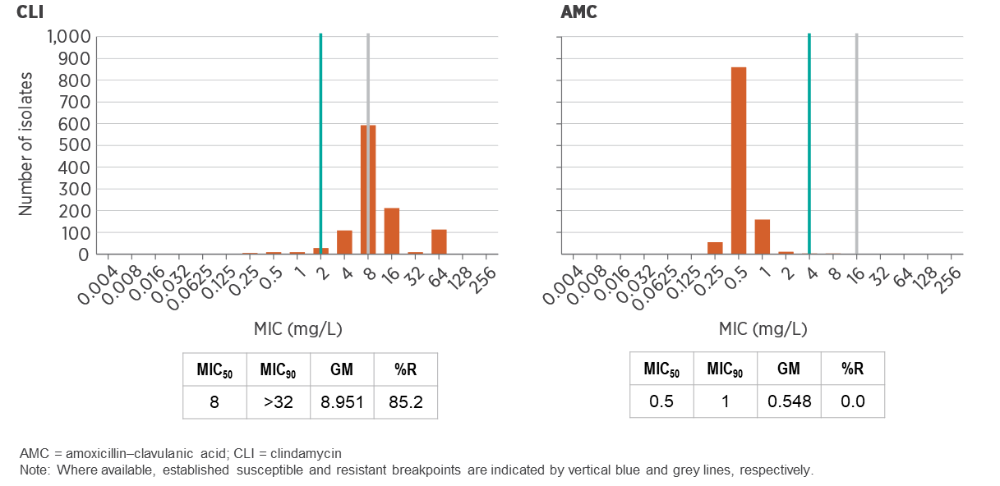 CLI
AMC
Number of isolates
1,000
900
800
700
600
500
400
300
200
100
0
0.004 0.008 0.016 0.032 0.0625 0.125 0.25 0.5 1 2 4 8 16 32 64 128 256
0.004 0.008 0.016 0.032 0.0625 0.125 0.25 0.5 1 2 4 8 16 32 64 128 256
MIC (mg/L)
MIC (mg/L)
MIC50 MIC90 GM %R
8 >32 8.951 85.2
MIC50 MIC90 GM %R
0.5 1 0.548 0.0
AMC = amoxicillin–clavulanic acid; CLI = clindamycin
Note: Where available, established susceptible and resistant breakpoints are indicated by vertical blue and grey lines, respectively.